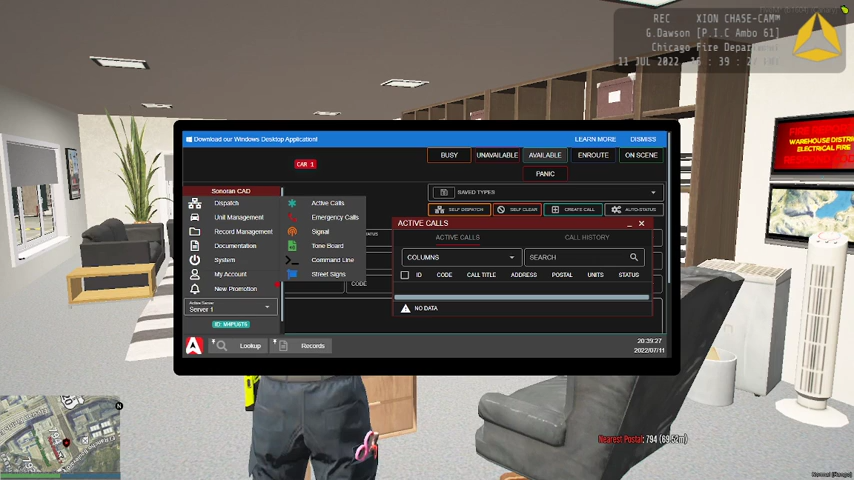 REC XION CHASE-CAM™
G.Dawson [P.I.C Ambo 61]
Chicago Fire Department
11 JUL 2022
Download our Windows Desktop Application!
LEARN MORE
DISMISS
CAR 1
BUSY
UNAVAILABLE
AVAILABLE
ENROUTE
ON SCENE
PANIC
Sonoran CAD
Dispatch
Unit Management
Record Management
Documentation
System
My Account
New Promotion
Active Server
Server 1
ID: M4PUST5
Active Calls
Emergency Calls
Signal
Tone Board
Command Line
Street Signs
SAVED TYPES
SELF DISPATCH
SELF CLEAR
CREATE CALL
AUTO-STATUS
CODE
ACTIVE CALLS
ACTIVE CALLS
CALL HISTORY
COLUMNS
SEARCH
ID CODE CALL TITLE ADDRESS POSTAL UNITS STATUS
NO DATA
Lookup
Records
20:39:27
2022/07/11
WAREHOUSE DISTR
ELECTRICAL FIRE
N
Nearest Postal: 794